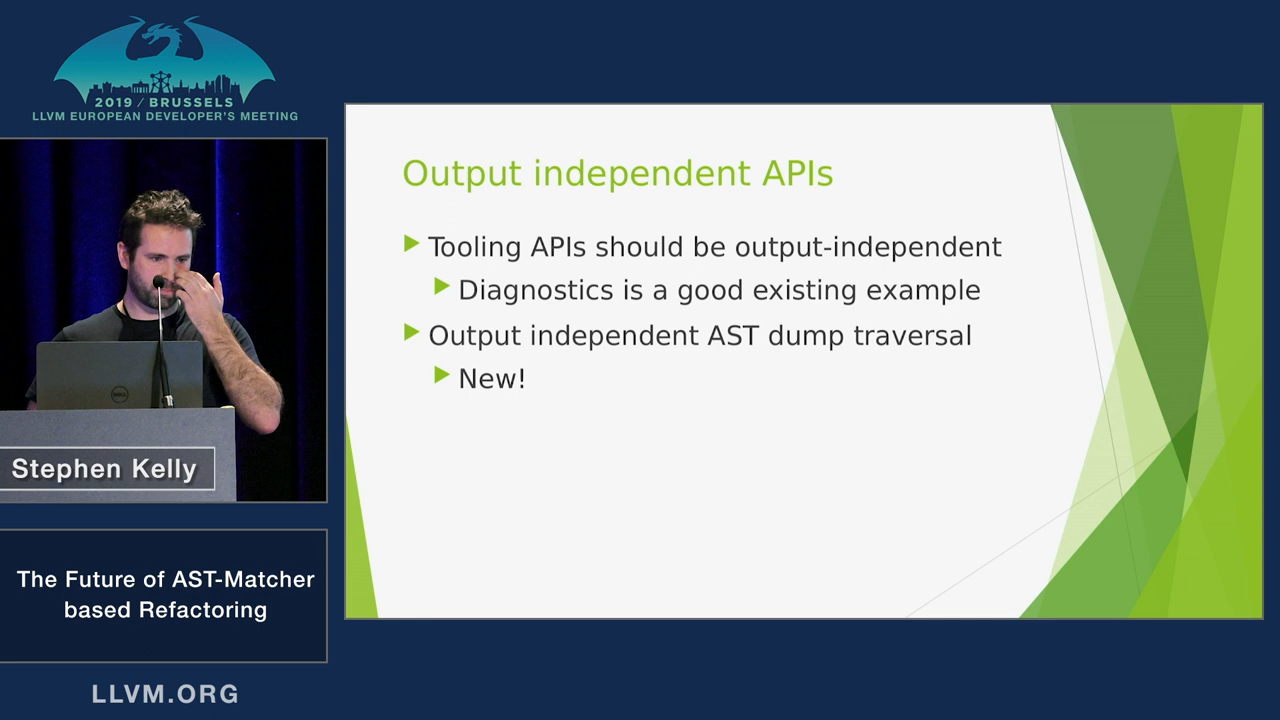 2019 / BRUSSELS
LLVM EUROPEAN DEVELOPER'S MEETING
Output independent APIs
Tooling APIs should be output-independent
Diagnostics is a good existing example
Output independent AST dump traversal
New!
DELL
Stephen Kelly
The Future of AST-Matcher
based Refactoring
LLVM.ORG